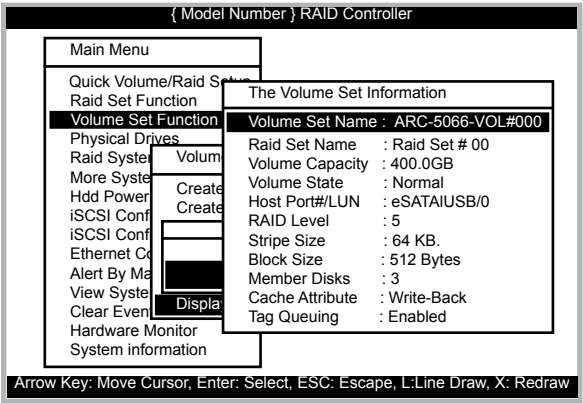 { Model Number } RAID Controller
Main Menu
Quick Volume/Raid Setup
Raid Set Function
Volume Set Function
Physical Drives
Raid Syste
More Syste
Hdd Power
iSCSI Conf
iSCSI Conf
Ethernet Co
Alert By Ma
View Syste
Clear Even
Hardware Monitor
System information
Volum
Create
Create
Displa
The Volume Set Information
Volume Set Name : ARC-5066-VOL#000
Raid Set Name : Raid Set # 00
Volume Capacity : 400.0GB
Volume State : Normal
Host Port#/LUN : eSATAIUSB/0
RAID Level : 5
Stripe Size : 64 KB.
Block Size : 512 Bytes
Member Disks : 3
Cache Attribute : Write-Back
Tag Queuing : Enabled
Arrow Key: Move Cursor, Enter: Select, ESC: Escape, L:Line Draw, X: Redraw